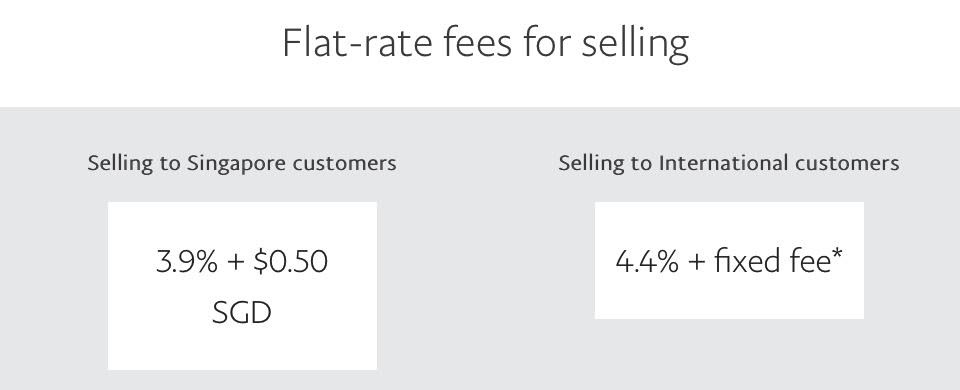 Flat-rate fees for selling
Selling to Singapore customers
3.9% + $0.50
SGD
Selling to International customers
4.4% + fixed fee*